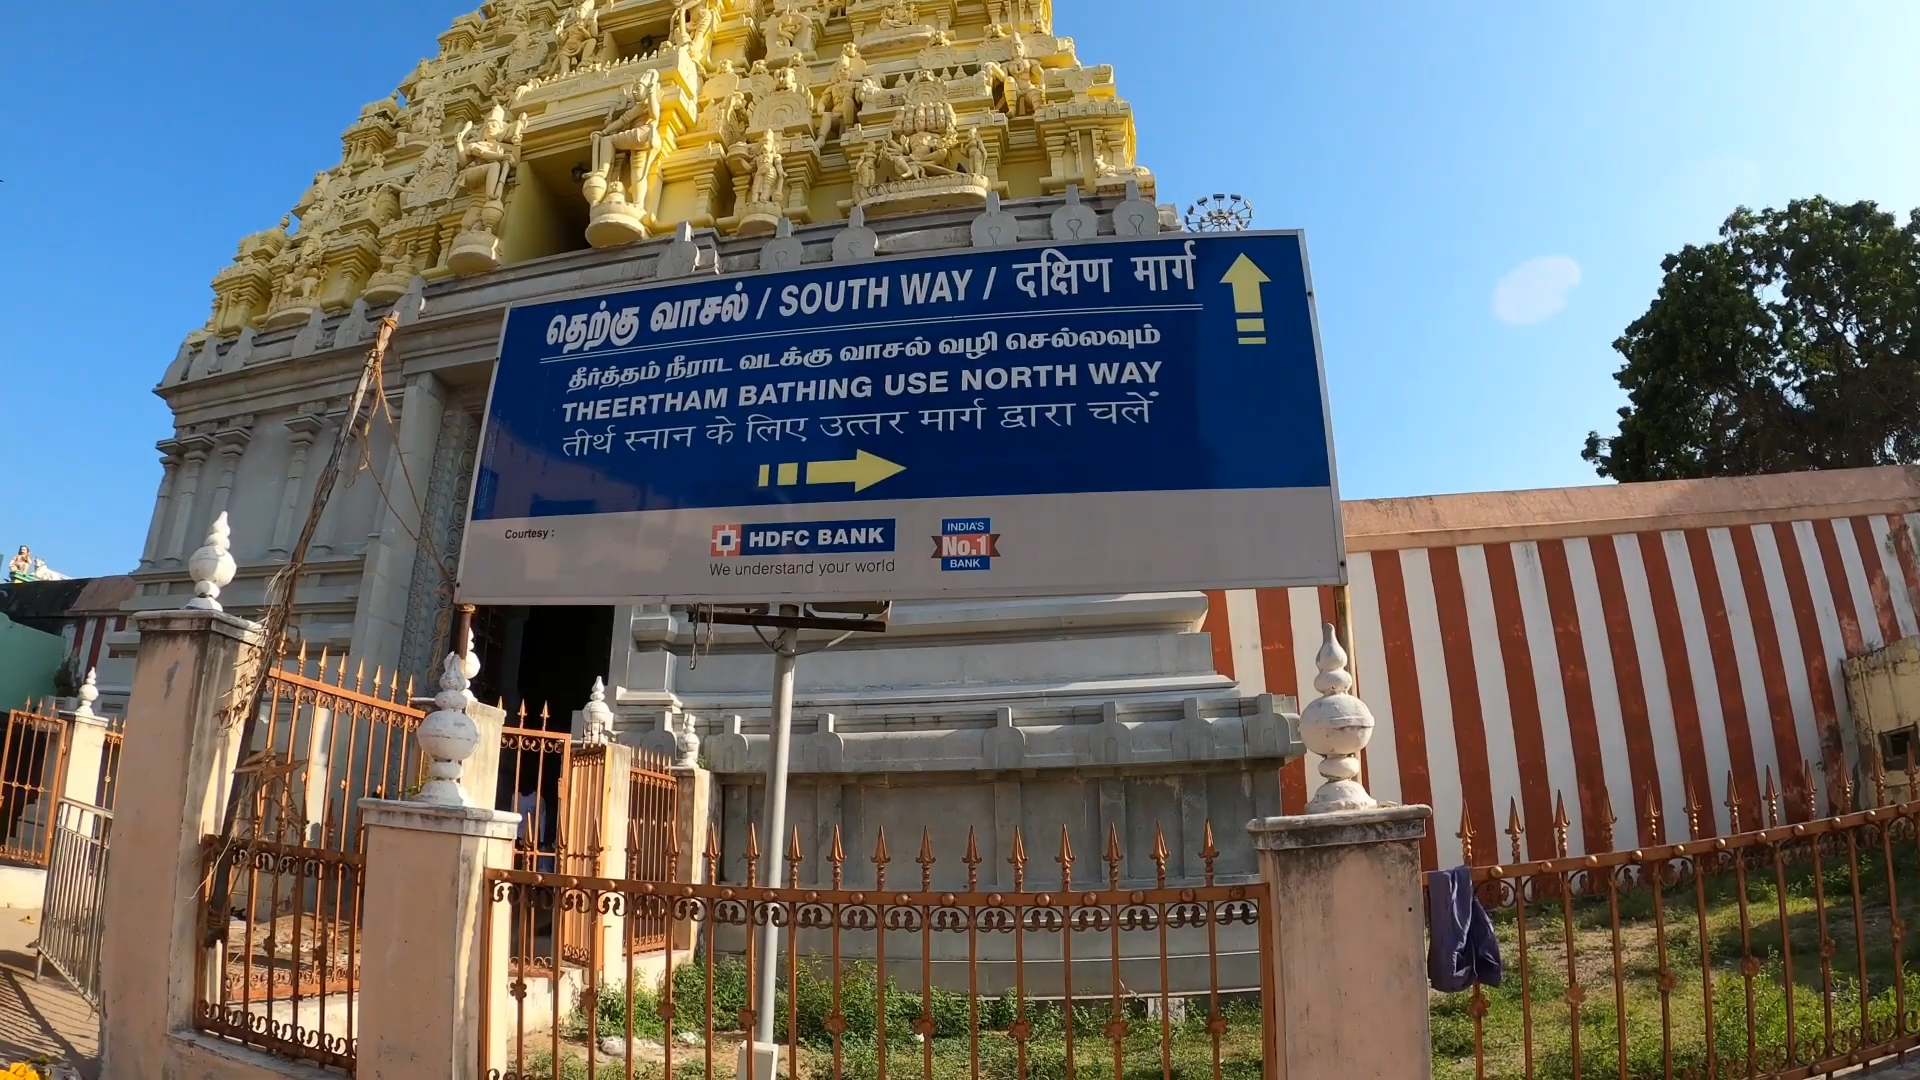 தெற்கு வாசல் / SOUTH WAY / दक्षिण मार्ग
தீர்த்தம் நீராட வடக்கு வாசல் வழி செல்லவும்
THEERTHAM BATHING USE NORTH WAY
तीर्थ स्नान के लिए उत्तर मार्ग द्वारा चलें
Courtesy :
HDFC BANK
We understand your world
INDIA'S
No.1
BANK